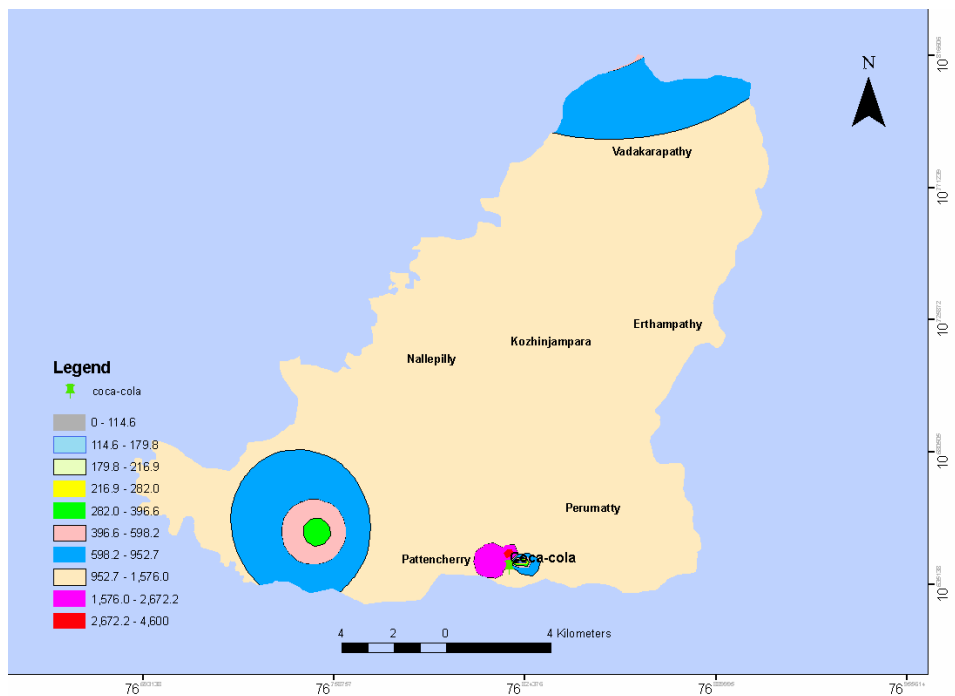 N
Vadakarapathy
Erthampathy
Kozhinjampara
Nallepilly
Perumatty
Pattencherry
coca-cola
Legend
coca-cola
0 - 114.6
114.6 - 179.8
179.8 - 216.9
216.9 - 282.0
282.0 - 396.6
396.6 - 598.2
598.2 - 952.7
952.7 - 1,576.0
1,576.0 - 2,672.2
2,672.2 - 4,600
4 2 0 4 Kilometers
76 76 76 76 76
10
10
10
10
10